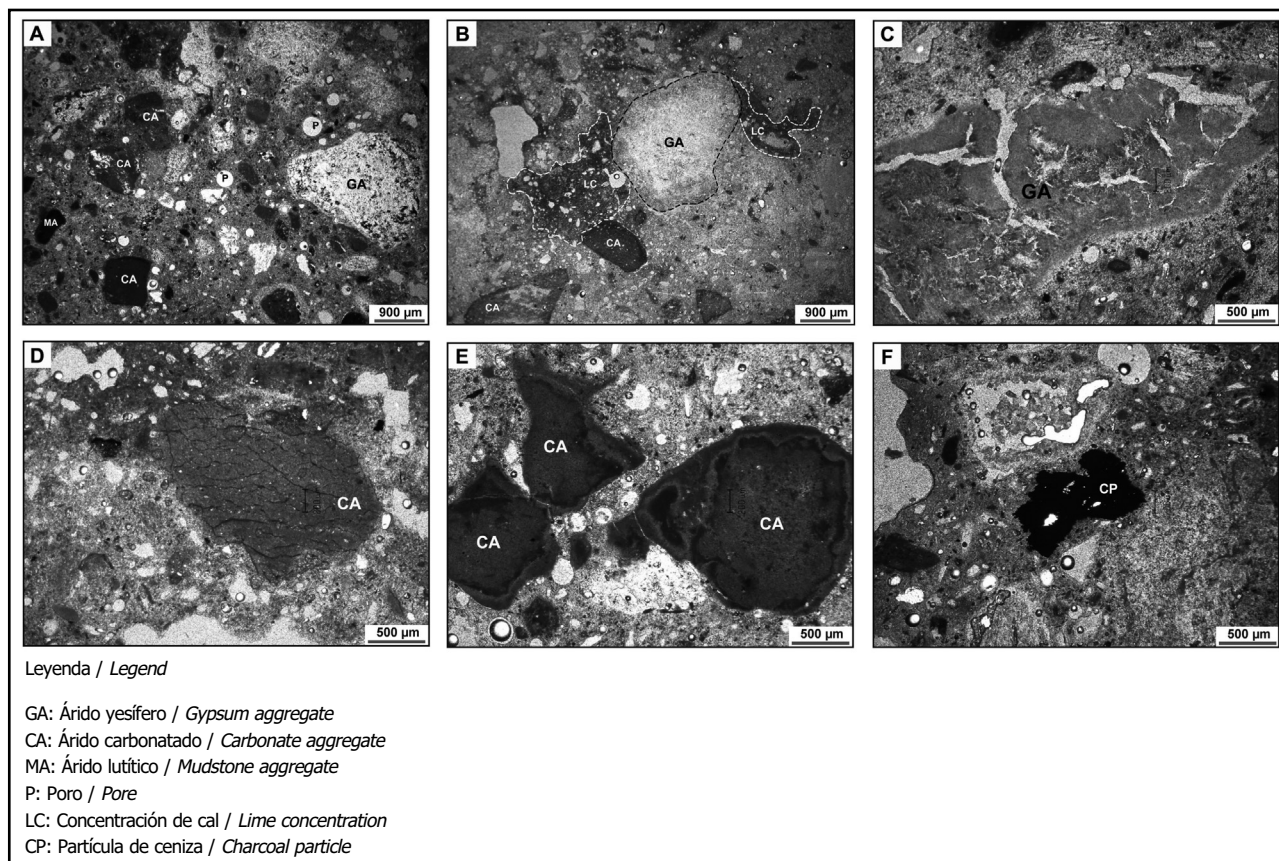 A
CA
P
CA
P
GA
MA
CA
900 µm
B
GA
LC
LC
CA
CA
900 µm
C
GA
500 µm
D
CA
500 µm
E
CA
CA
CA
500 µm
F
CP
500 µm
Leyenda / Legend
GA: Árido yesífero / Gypsum aggregate
CA: Árido carbonatado / Carbonate aggregate
MA: Árido lutítico / Mudstone aggregate
P: Poro / Pore
LC: Concentración de cal / Lime concentration
CP: Partícula de ceniza / Charcoal particle